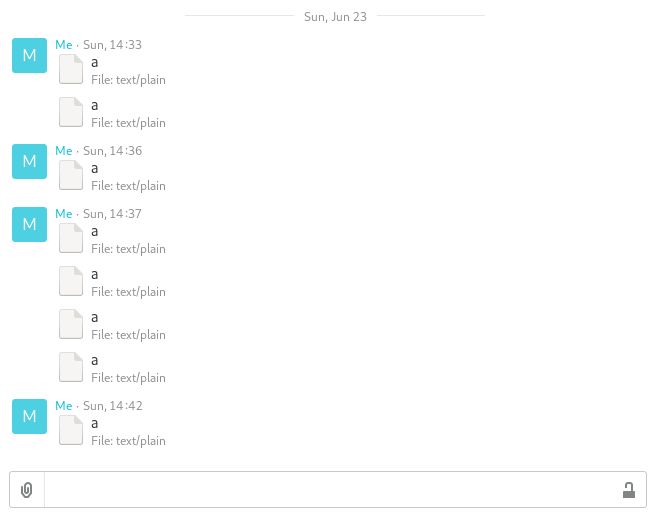 Sun, Jun 23
M
Me · Sun, 14:33
a
File: text/plain
a
File: text/plain
M
Me · Sun, 14:36
a
File: text/plain
M
Me · Sun, 14:37
a
File: text/plain
a
File: text/plain
a
File: text/plain
a
File: text/plain
M
Me · Sun, 14:42
a
File: text/plain